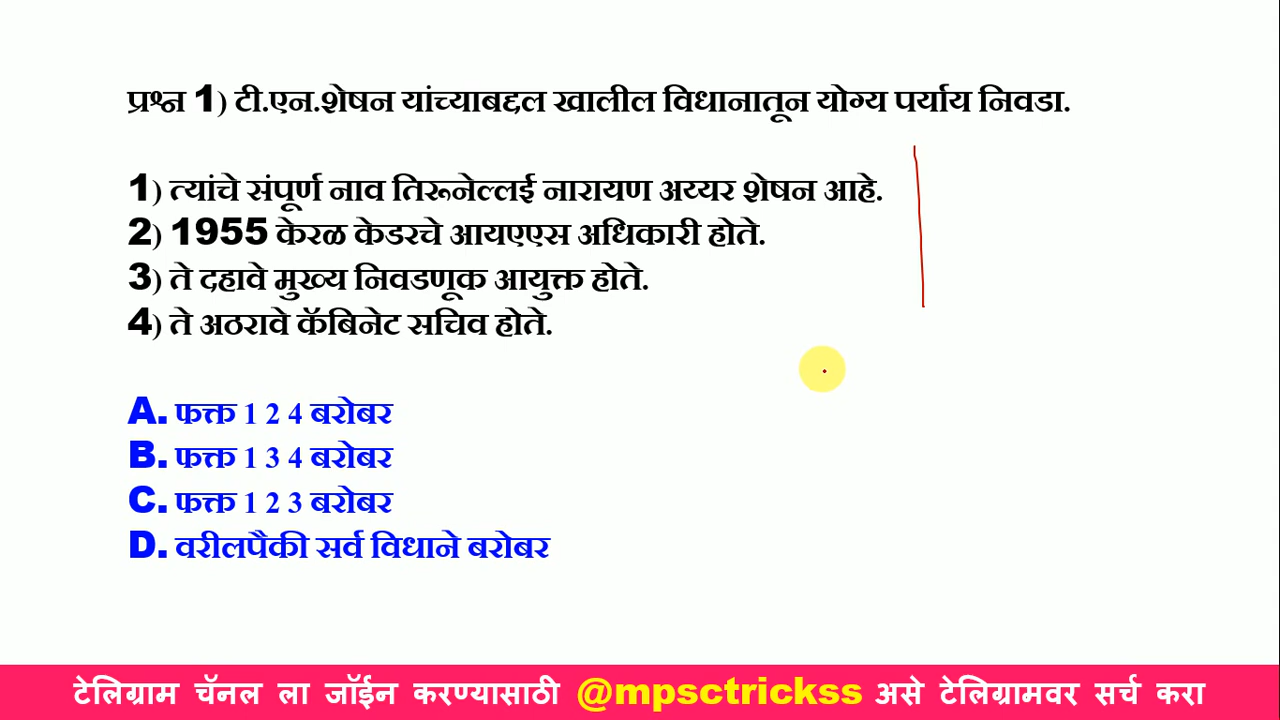 प्रश्न 1) टी.एन.शेषन यांच्याबद्दल खालील विधानातून योग्य पर्याय निवडा.
1) त्यांचे संपूर्ण नाव तिरूनेल्लई नारायण अय्यर शेषन आहे.
2) 1955 केरळ केडरचे आयएएस अधिकारी होते.
3) ते दहावे मुख्य निवडणूक आयुक्त होते.
4) ते अठरावे कॅबिनेट सचिव होते.
A. फक्त 1 2 4 बरोबर
B. फक्त 1 3 4 बरोबर
C. फक्त 1 2 3 बरोबर
D. वरीलपैकी सर्व विधाने बरोबर
टेलिग्राम चॅनल ला जॉईन करण्यासाठी @mpsctrickss असे टेलिग्रामवर सर्च करा